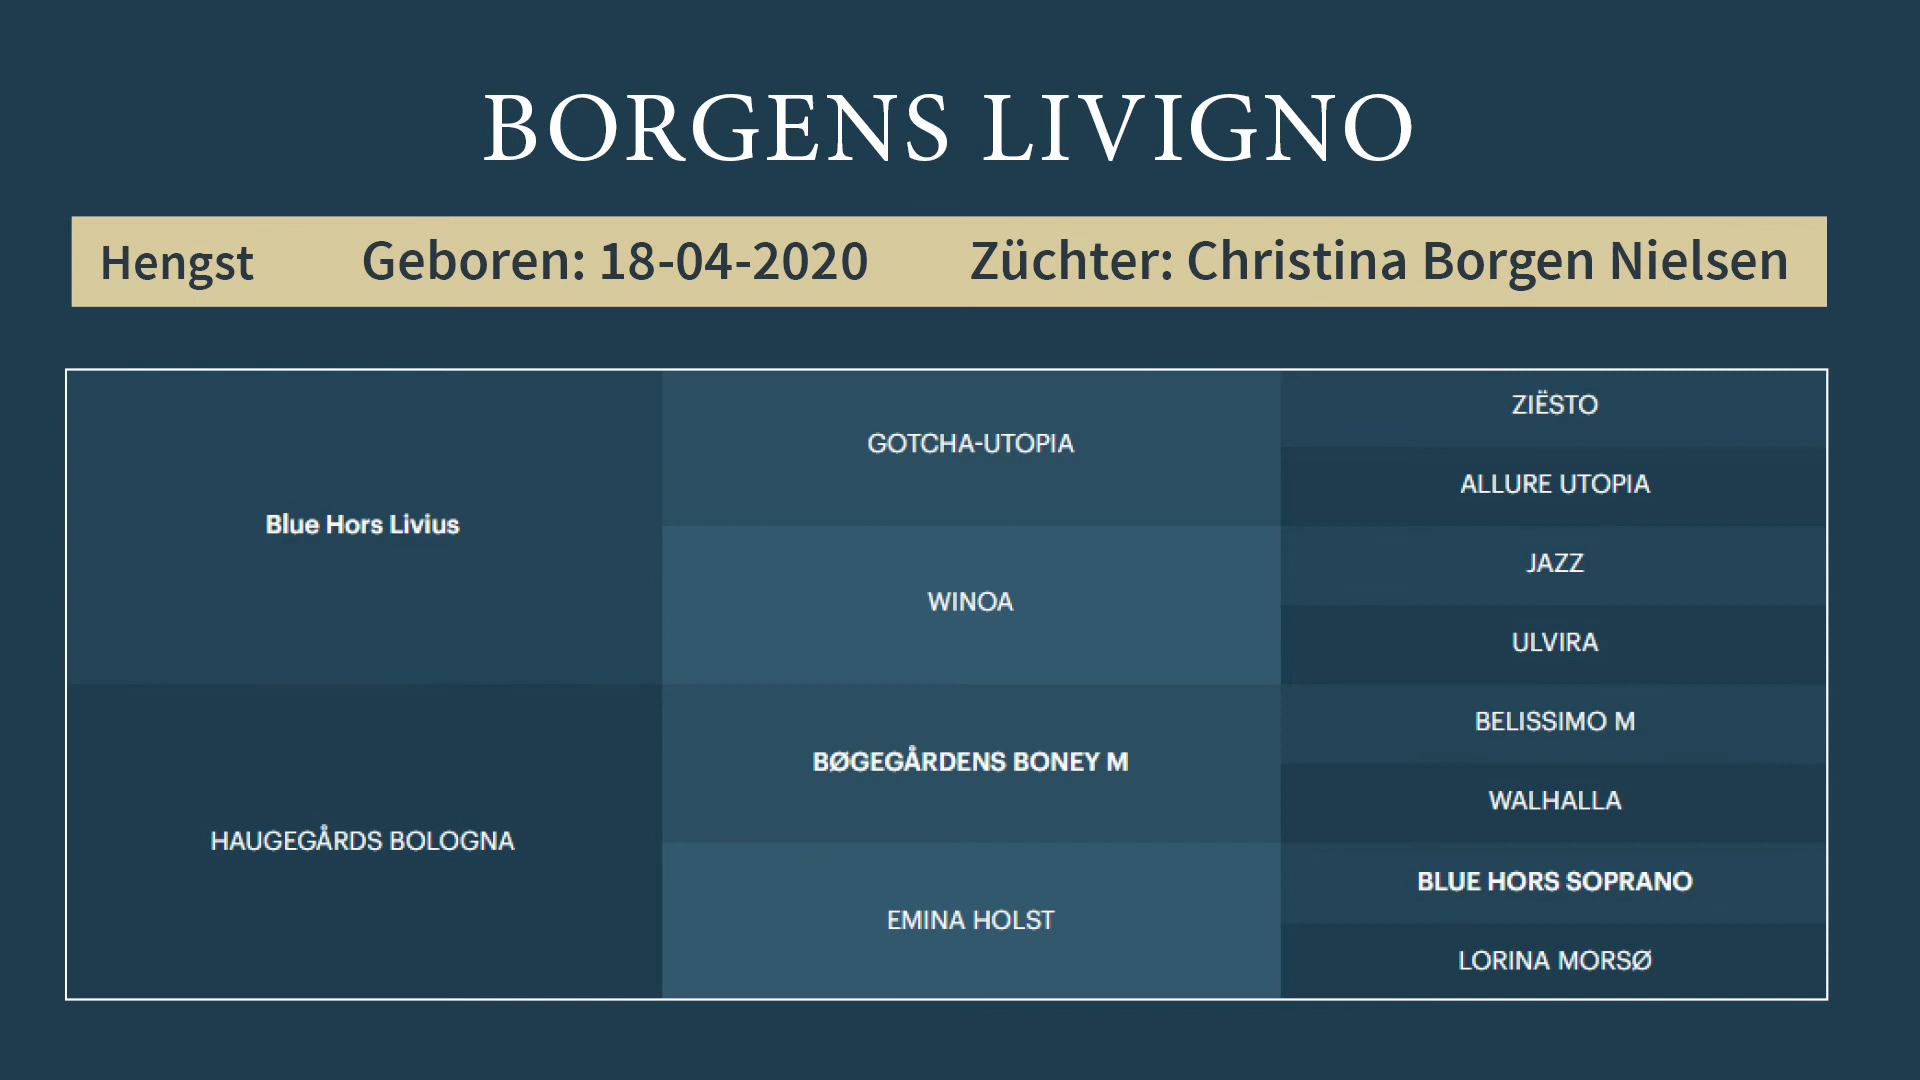 BORGENS LIVIGNO
Hengst Geboren: 18-04-2020 Züchter: Christina Borgen Nielsen
Blue Hors Livius
GOTCHA-UTOPIA
ZIËSTO
ALLURE UTOPIA
WINOA
JAZZ
ULVIRA
HAUGEGÅRDS BOLOGNA
BØGEGÅRDENS BONEY M
BELISSIMO M
WALHALLA
EMINA HOLST
BLUE HORS SOPRANO
LORINA MORSØ